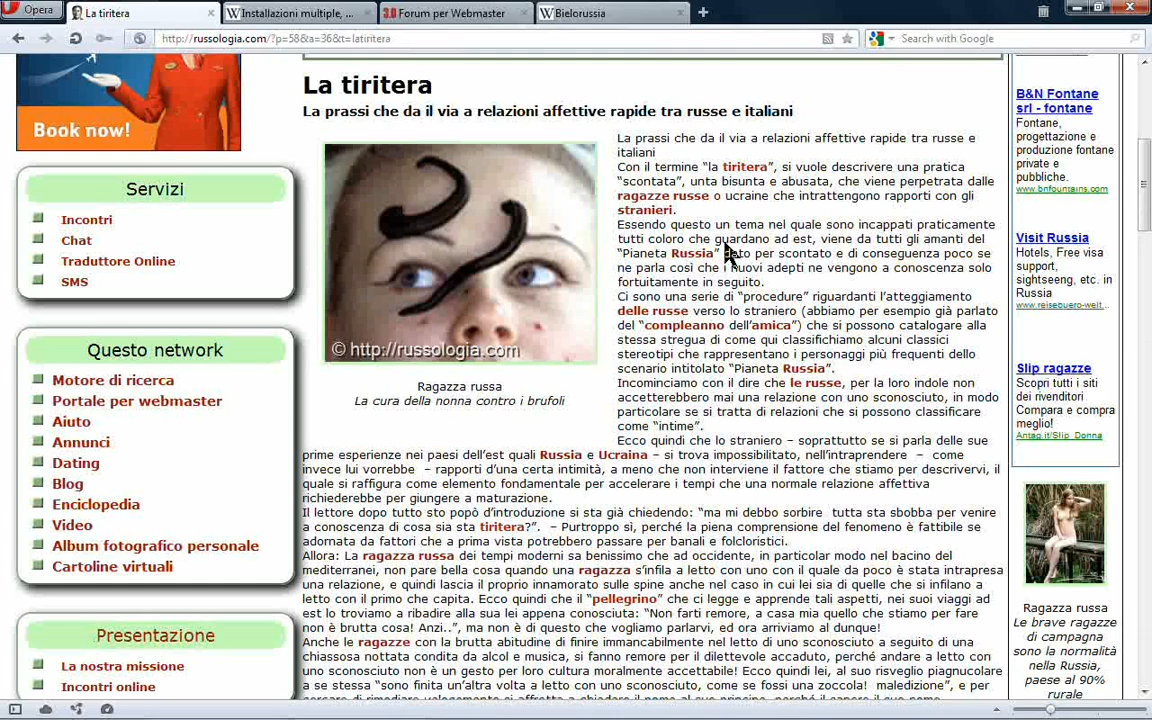 Opera
La tiritera
Installazioni multiple, ...
3.0 Forum per Webmaster
Bielorussia
http://russologia.com/?p=58&a=36&t=latiritera
Search with Google
Book now!
Servizi
Incontri
Chat
Traduttore Online
SMS
Questo network
Motore di ricerca
Portale per webmaster
Aiuto
Annunci
Dating
Blog
Enciclopedia
Video
Album fotografico personale
Cartoline virtuali
Presentazione
La nostra missione
Incontri online
La tiritera
La prassi che da il via a relazioni affettive rapide tra russe e italiani
© http://russologia.com
Ragazza russa
La cura della nonna contro i brufoli
La prassi che da il via a relazioni affettive rapide tra russe e
italiani
Con il termine “la tiritera”, si vuole descrivere una pratica
“scontata”, unta bisunta e abusata, che viene perpetrata dalle
ragazze russe o ucraine che intrattengono rapporti con gli
stranieri.
Essendo questo un tema nel quale sono incappati praticamente
tutti coloro che guardano ad est, viene da tutti gli amanti del
“Pianeta Russia” dato per scontato e di conseguenza poco se
ne parla così che i nuovi adepti ne vengono a conoscenza solo
fortuitamente in seguito.
Ci sono una serie di “procedure” riguardanti l’atteggiamento
delle russe verso lo straniero (abbiamo per esempio già parlato
del “compleanno dell’amica”) che si possono catalogare alla
stessa stregua di come qui classifichiamo alcuni classici
stereotipi che rappresentano i personaggi più frequenti dello
scenario intitolato “Pianeta Russia”.
Incominciamo con il dire che le russe, per la loro indole non
accetterebbero mai una relazione con uno sconosciuto, in modo
particolare se si tratta di relazioni che si possono classificare
come “intime”.
Ecco quindi che lo straniero – soprattutto se si parla delle sue
prime esperienze nei paesi dell’est quali Russia e Ucraina – si trova impossibilitato, nell’intraprendere – come
invece lui vorrebbe – rapporti d’una certa intimità, a meno che non interviene il fattore che stiamo per descrivervi, il
quale si raffigura come elemento fondamentale per accelerare i tempi che una normale relazione affettiva
richiederebbe per giungere a maturazione.
Il lettore dopo tutto sto popò d’introduzione si sta già chiedendo: “ma mi debbo sorbire tutta sta sbobba per venire
a conoscenza di cosa sia sta tiritera?”. – Purtroppo sì, perché la piena comprensione del fenomeno è fattibile se
adornata da fattori che a prima vista potrebbero passare per banali e folcloristici.
Allora: La ragazza russa dei tempi moderni sa benissimo che ad occidente, in particolar modo nel bacino del
mediterranei, non pare bella cosa quando una ragazza s’infila a letto con uno con il quale da poco è stata intrapresa
una relazione, e quindi lascia il proprio innamorato sulle spine anche nel caso in cui lei sia di quelle che si infilano a
letto con il primo che capita. Ecco quindi che il “pellegrino” che ci legge e apprende tali aspetti, nei suoi viaggi ad
est lo troviamo a ribadire alla sua lei appena conosciuta: “Non farti remore, a casa mia quello che stiamo per fare
non è brutta cosa! Anzi..”, ma non è di questo che vogliamo parlarvi, ed ora arriviamo al dunque!
Anche le ragazze con la brutta abitudine di finire immancabilmente nel letto di uno sconosciuto a seguito di una
chiassosa nottata condita da alcol e musica, si fanno remore per il dilettevole accaduto, perché andare a letto con
uno sconosciuto non è un gesto per loro cultura moralmente accettabile! Ecco quindi lei, al suo risveglio piagnucolare
a se stessa “sono finita un’altra volta a letto con uno sconosciuto, come se fossi una zoccola! maledizione”, e per
B&N Fontane
srl - fontane
Fontane,
progettazione e
produzione fontane
private e
pubbliche.
www.bnfountains.com
Visit Russia
Hotels, Free visa
support,
sightseeng, etc. in
Russia
www.reisebuero-welt...
Slip ragazze
Scopri tutti i siti
dei rivenditori
Compara e compra
meglio!
Antag.it/Slip_Donna
Ragazza russa
Le brave ragazze
di campagna
sono la normalità
nella Russia,
paese al 90%
rurale